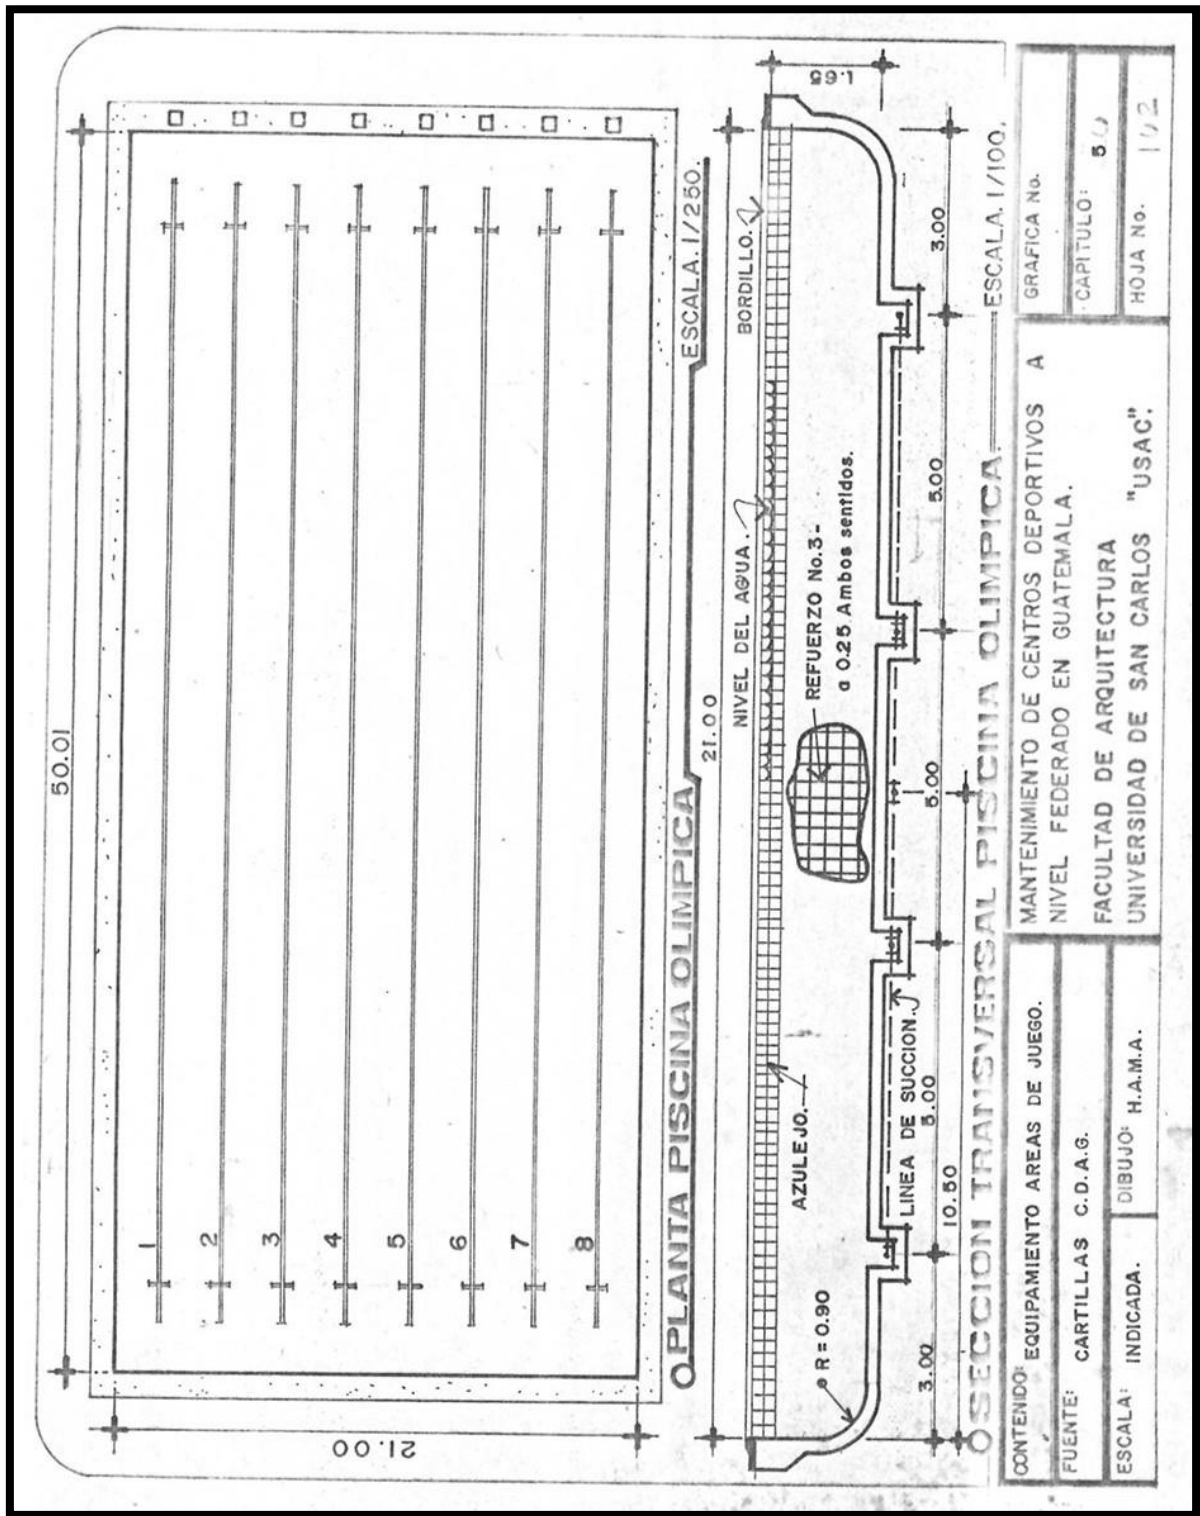 50.01
21.00
1
2
3
4
5
6
7
8
PLANTA PISCINA OLIMPICA
ESCALA. 1/250.
21.00
NIVEL DEL AGUA.
BORDILLO.
1.65
AZULEJO.
REFUERZO No.3-
a 0.25 Ambos sentidos.
R=0.90
LINEA DE SUCCION.
3.00
5.00
5.00
5.00
3.00
10.50
SECCION TRANSVERSAL PISCINA OLIMPICA.
ESCALA. 1/100.
CONTENIDO: EQUIPAMIENTO AREAS DE JUEGO.
FUENTE: CARTILLAS C.D.A.G.
ESCALA: INDICADA.
DIBUJO: H.A.M.A.
MANTENIMIENTO DE CENTROS DEPORTIVOS A
NIVEL FEDERADO EN GUATEMALA.
FACULTAD DE ARQUITECTURA
UNIVERSIDAD DE SAN CARLOS "USAC".
GRAFICA No.
CAPITULO:
HOJA No. 102